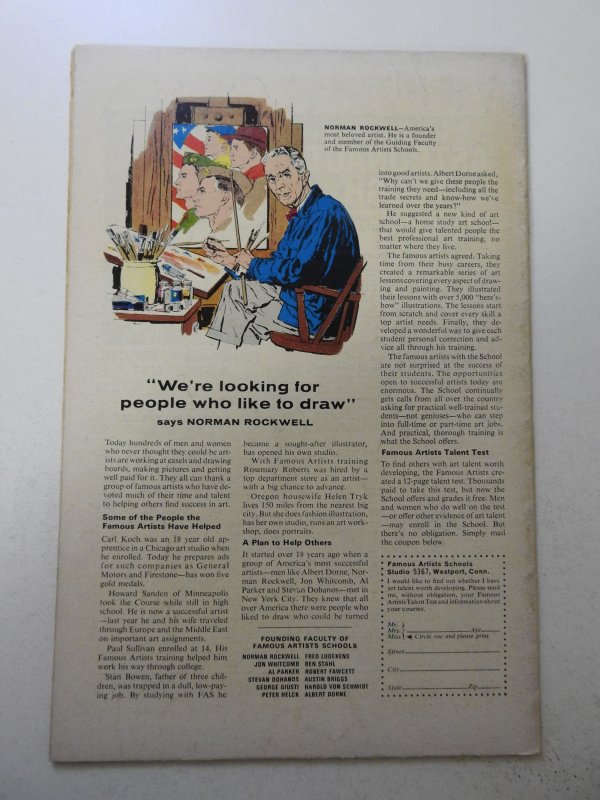 NORMAN ROCKWELL—America's
most beloved artist. He is a founder
and member of the Guiding Faculty
of the Famous Artists Schools.
"We're looking for
people who like to draw"
says NORMAN ROCKWELL
Today hundreds of men and women
who never thought they could be art-
ists are working at easels and drawing
boards, making pictures and getting
well paid for it. They all can thank a
group of famous artists who have de-
voted much of their time and talent
to helping others find success in art.
Some of the People the
Famous Artists Have Helped
Carl Koch was an 18 year old ap-
prentice in a Chicago art studio when
he enrolled. Today he prepares ads
for such companies as General
Motors and Firestone—has won five
gold medals.
Howard Sanden of Minneapolis
took the Course while still in high
school. He is now a successful artist
—last year he and his wife traveled
through Europe and the Middle East
on important art assignments.
Paul Sullivan enrolled at 14. His
Famous Artists training helped him
work his way through college.
Stan Bowen, father of three chil-
dren, was trapped in a dull, low-pay-
ing job. By studying with FAS he
became a sought-after illustrator,
has opened his own studio.
With Famous Artists training
Rosemary Roberts was hired by a
top department store as an artist—
with a big chance to advance.
Oregon housewife Helen Tryk
lives 150 miles from the nearest big
city. But she does fashion illustration,
has her own studio, runs an art work-
shop, does portraits.
A Plan to Help Others
It started over 18 years ago when a
group of America's most successful
artists—men like Albert Dorne, Nor-
man Rockwell, Jon Whitcomb, Al
Parker and Stevan Dohanos—met in
New York City. They knew that all
over America there were people who
liked to draw who could be turned
FOUNDING FACULTY OF
FAMOUS ARTISTS SCHOOLS
NORMAN ROCKWELL FRED LUDEKENS
JON WHITCOMB BEN STAHL
AL PARKER ROBERT FAWCETT
STEVAN DOHANOS AUSTIN BRIGGS
GEORGE GIUSTI HAROLD VON SCHMIDT
PETER HELCK ALBERT DORNE
into good artists. Albert Dorne asked,
"Why can't we give these people the
training they need—including all the
trade secrets and know-how we've
learned over the years?"
He suggested a new kind of art
school—a home study art school—
that would give talented people the
best professional art training, no
matter where they live.
The famous artists agreed. Taking
time from their busy careers, they
created a remarkable series of art
lessons covering every aspect of draw-
ing and painting. They illustrated
their lessons with over 5,000 "here's-
how" illustrations. The lessons start
from scratch and cover every skill a
top artist needs. Finally, they de-
veloped a wonderful way to give each
student personal correction and ad-
vice all through his training.
The famous artists with the School
are not surprised at the success of
their students. The opportunities
open to successful artists today are
enormous. The School continually
gets calls from all over the country
asking for practical well-trained stu-
dents—not geniuses—who can step
into full-time or part-time art jobs.
And practical, thorough training is
what the School offers.
Famous Artists Talent Test
To find others with art talent worth
developing, the Famous Artists cre-
ated a 12-page talent test. Thousands
paid to take this test, but now the
School offers and grades it free. Men
and women who do well on the test
—or offer other evidence of art talent
—may enroll in the School. But
there's no obligation. Simply mail
the coupon below.
Famous Artists Schools
Studio 5367, Westport, Conn.
I would like to find out whether I have
art talent worth developing. Please send
me, without obligation, your Famous
Artists Talent Test and information about
your courses.
Mr.
Mrs. Age
Miss Circle one and please print
Street
City
State Zip